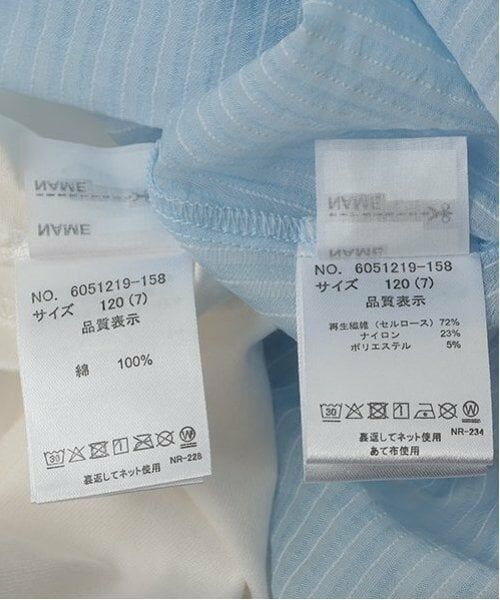 NAME
NAME
NO. 6051219-158
サイズ 120(7)
品質表示
綿 100%
30
W
裏返してネット使用
NR-228
NAME
NAME
NO. 6051219-158
サイズ 120(7)
品質表示
再生繊維(セルロース) 72%
ナイロン 23%
ポリエステル 5%
30
W
裏返してネット使用
NR-234
あて布使用